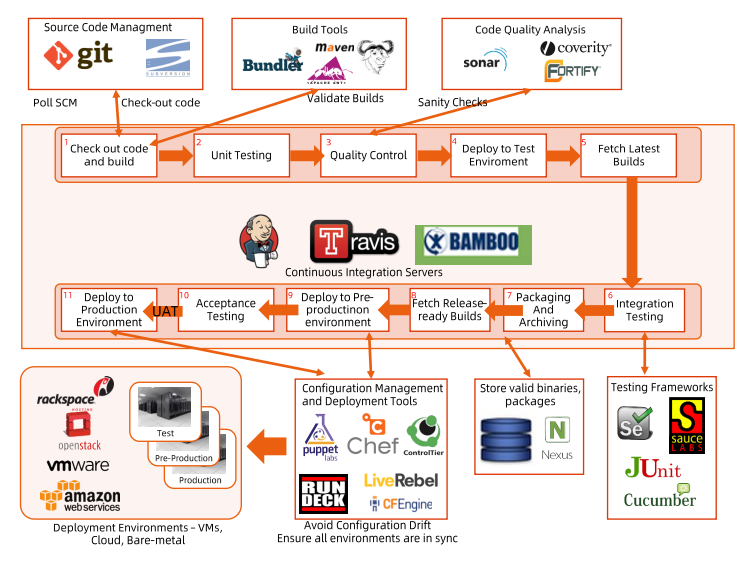 Source Code Managment
git
SUBVERSION
Build Tools
maven
Bundler
APACHE ANT
Code Quality Analysis
sonar
coverity
FORTIFY
Poll SCM
Check-out code
Validate Builds
Sanity Checks
1
Check out code
and build
2
Unit Testing
3
Quality Control
4
Deploy to Test
Enviroment
5
Fetch Latest
Builds
Travis
BAMBOO
Continuous Integration Servers
11
Deploy to
Production
Environment
UAT
10
Acceptance
Testing
9
Deploy to Pre-
productinon
environment
8
Fetch Release-
ready Builds
7
Packaging
And
Archiving
6
Integration
Testing
rackspace
HOSTING
openstack
vmware
amazon
web services
Test
Pre-Production
Production
Deployment Environments – VMs,
Cloud, Bare-metal
Configuration Management
and Deployment Tools
puppet
labs
Chef
ControlTier
RUN
DECK
LiveRebel
CFEngine
Avoid Configuration Drift
Ensure all environments are in sync
Store valid binaries,
packages
N
Nexus
Testing Frameworks
Se
S
SAUCE
LABS
JUnit
Cucumber